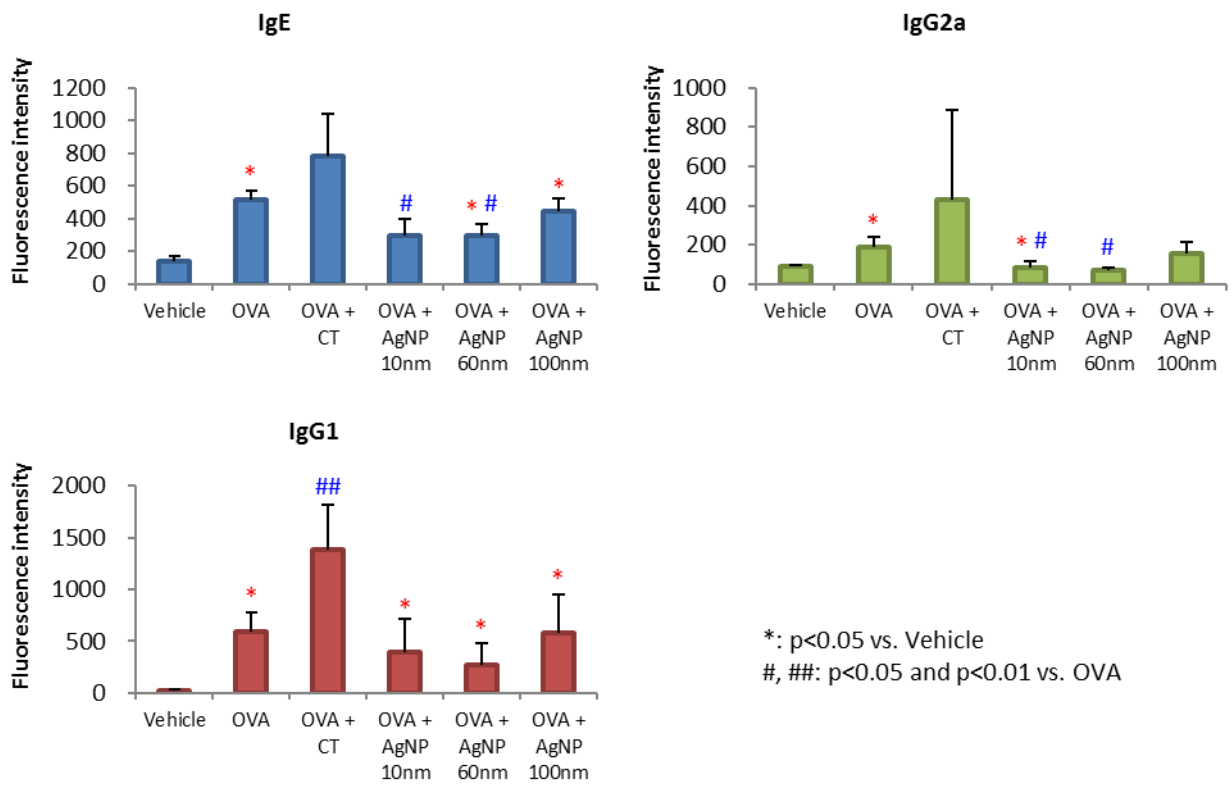 IgE
Fluorescence intensity
1200
1000
800
600
400
200
0
*
#
* #
*
Vehicle OVA OVA + OVA + OVA + OVA +
CT AgNP AgNP AgNP
10nm 60nm 100nm
IgG2a
Fluorescence intensity
1000
800
600
400
200
0
*
* #
#
Vehicle OVA OVA + OVA + OVA + OVA +
CT AgNP AgNP AgNP
10nm 60nm 100nm
IgG1
Fluorescence intensity
2000
1500
1000
500
0
*
##
*
*
*
Vehicle OVA OVA + OVA + OVA + OVA +
CT AgNP AgNP AgNP
10nm 60nm 100nm
*: p<0.05 vs. Vehicle
#, ##: p<0.05 and p<0.01 vs. OVA